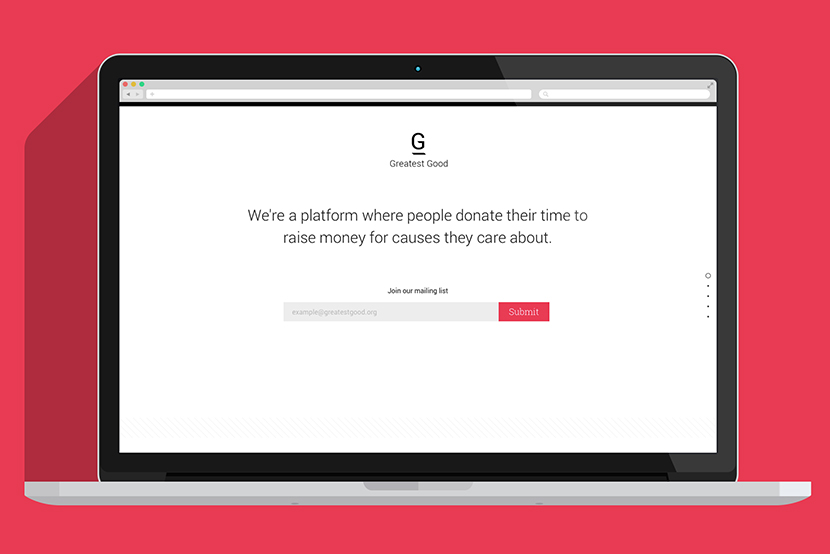 G
Greatest Good
We're a platform where people donate their time to
raise money for causes they care about.
Join our mailing list
example@greatestgood.org
Submit